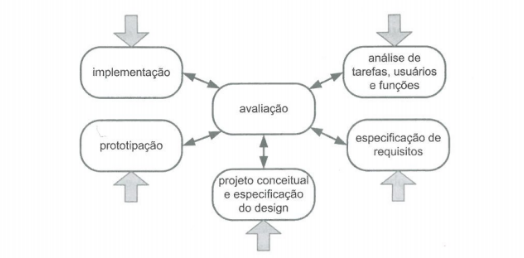 implementação
análise de
tarefas, usuários
e funções
avaliação
prototipação
especificação de
requisitos
projeto conceitual
e especificação
do design